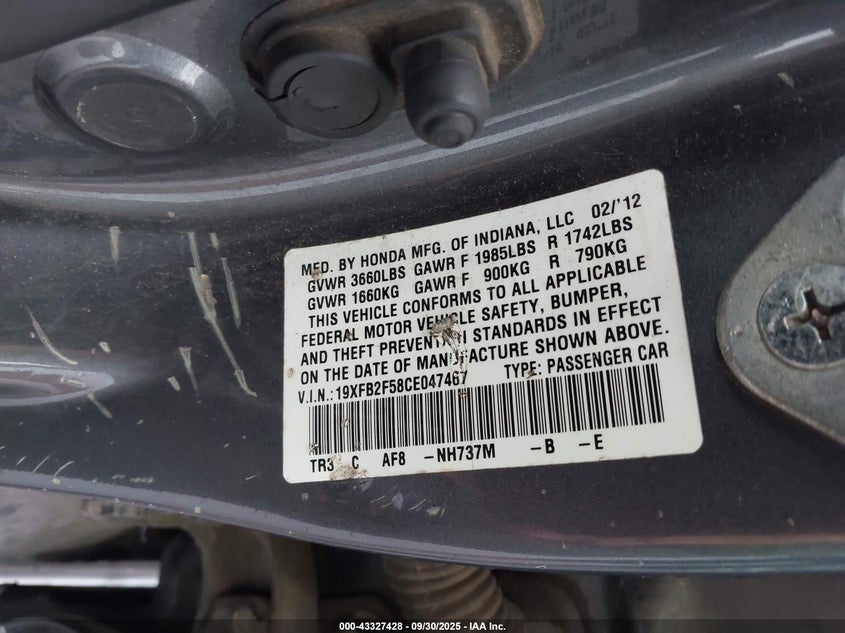 MFD. BY HONDA MFG. OF INDIANA, LLC 02/'12
GVWR 3660LBS GAWR F 1985LBS R 1742LBS
GVWR 1660KG GAWR F 900KG R 790KG
THIS VEHICLE CONFORMS TO ALL APPLICABLE
FEDERAL MOTOR VEHICLE SAFETY, BUMPER,
AND THEFT PREVENTION STANDARDS IN EFFECT
ON THE DATE OF MANUFACTURE SHOWN ABOVE.
V.I.N.:19XFB2F58CE047467 TYPE: PASSENGER CAR
TR3 C AF8 -NH737M -B -E
000-43327428 - 09/30/2025 - IAA Inc.